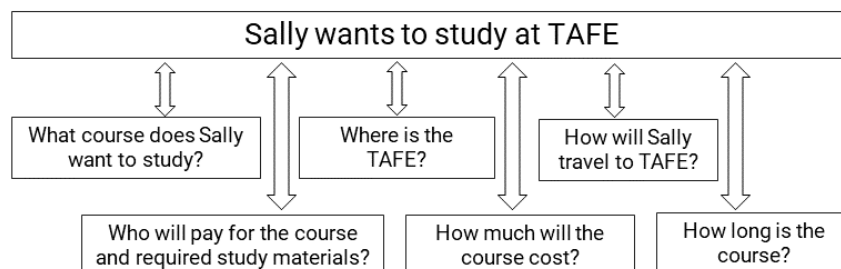 Sally wants to study at TAFE
What course does Sally
want to study?
Where is the
TAFE?
How will Sally
travel to TAFE?
Who will pay for the course
and required study materials?
How much will the
course cost?
How long is the
course?